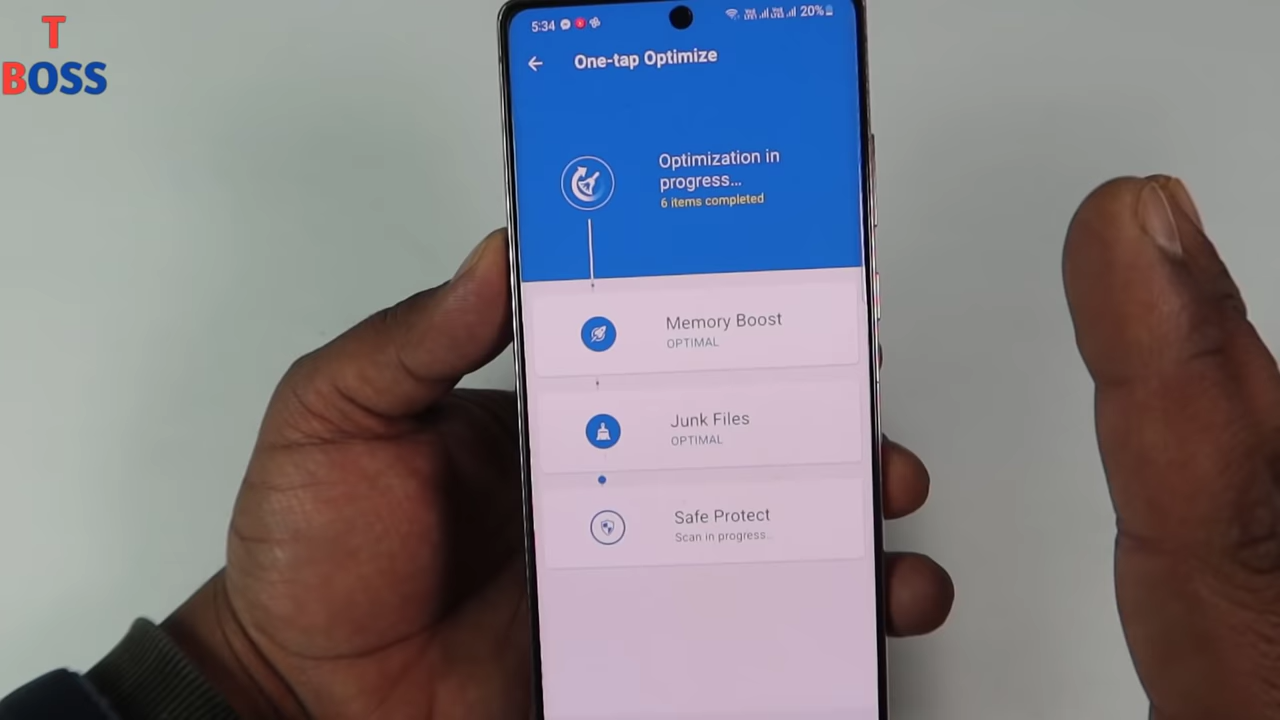 T
BOSS
5:34
20%
One-tap Optimize
Optimization in
progress...
6 items completed
Memory Boost
OPTIMAL
Junk Files
OPTIMAL
Safe Protect
Scan in progress..